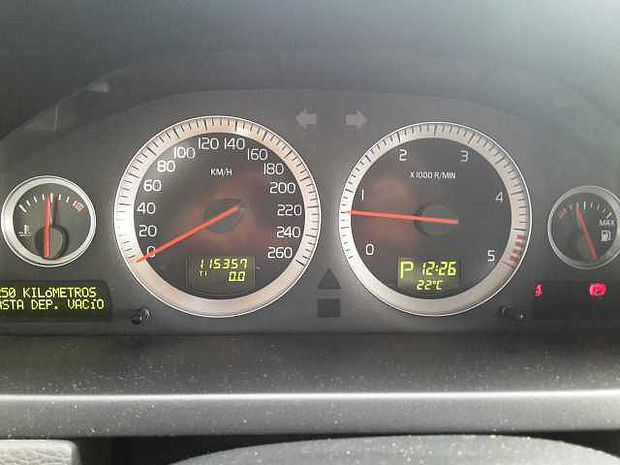 0 20 40 60 80 100 120 140 160 180 200 220 240 260
KM/H
115357
T1 0.0
0 1 2 3 4 5
X1000 R/MIN
P 12:26
22°C
MAX
KILóMETROS
DEP. VACíO
P